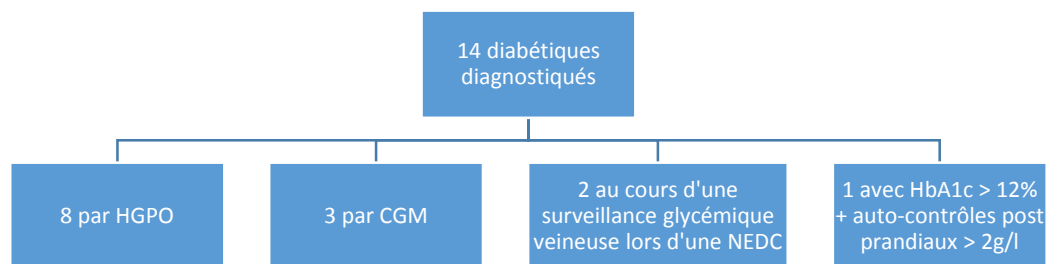 14 diabétiques
diagnostiqués
8 par HGPO
3 par CGM
2 au cours d'une
surveillance glycémique
veineuse lors d'une NEDC
1 avec HbA1c > 12%
+ auto-contrôles post
prandiaux > 2g/l